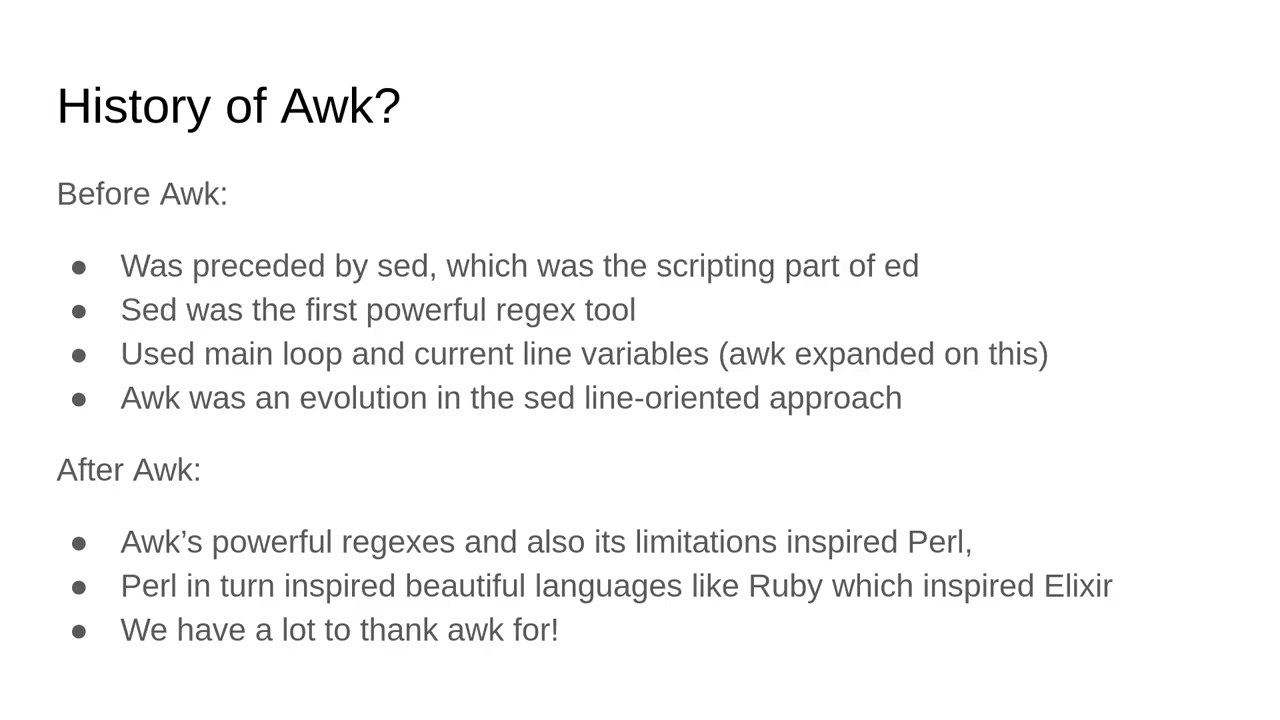 History of Awk?
Before Awk:
● Was preceded by sed, which was the scripting part of ed
● Sed was the first powerful regex tool
● Used main loop and current line variables (awk expanded on this)
● Awk was an evolution in the sed line-oriented approach
After Awk:
● Awk’s powerful regexes and also its limitations inspired Perl,
● Perl in turn inspired beautiful languages like Ruby which inspired Elixir
● We have a lot to thank awk for!